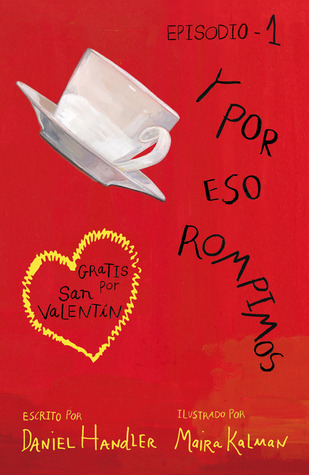 EPISODIO - 1
Y POR
ESO
ROMPIMOS
GRATIS
POR
SAN
VALENTÍN
ESCRITO POR
DANIEL HANDLER
ILUSTRADO POR
MAIRA KALMAN